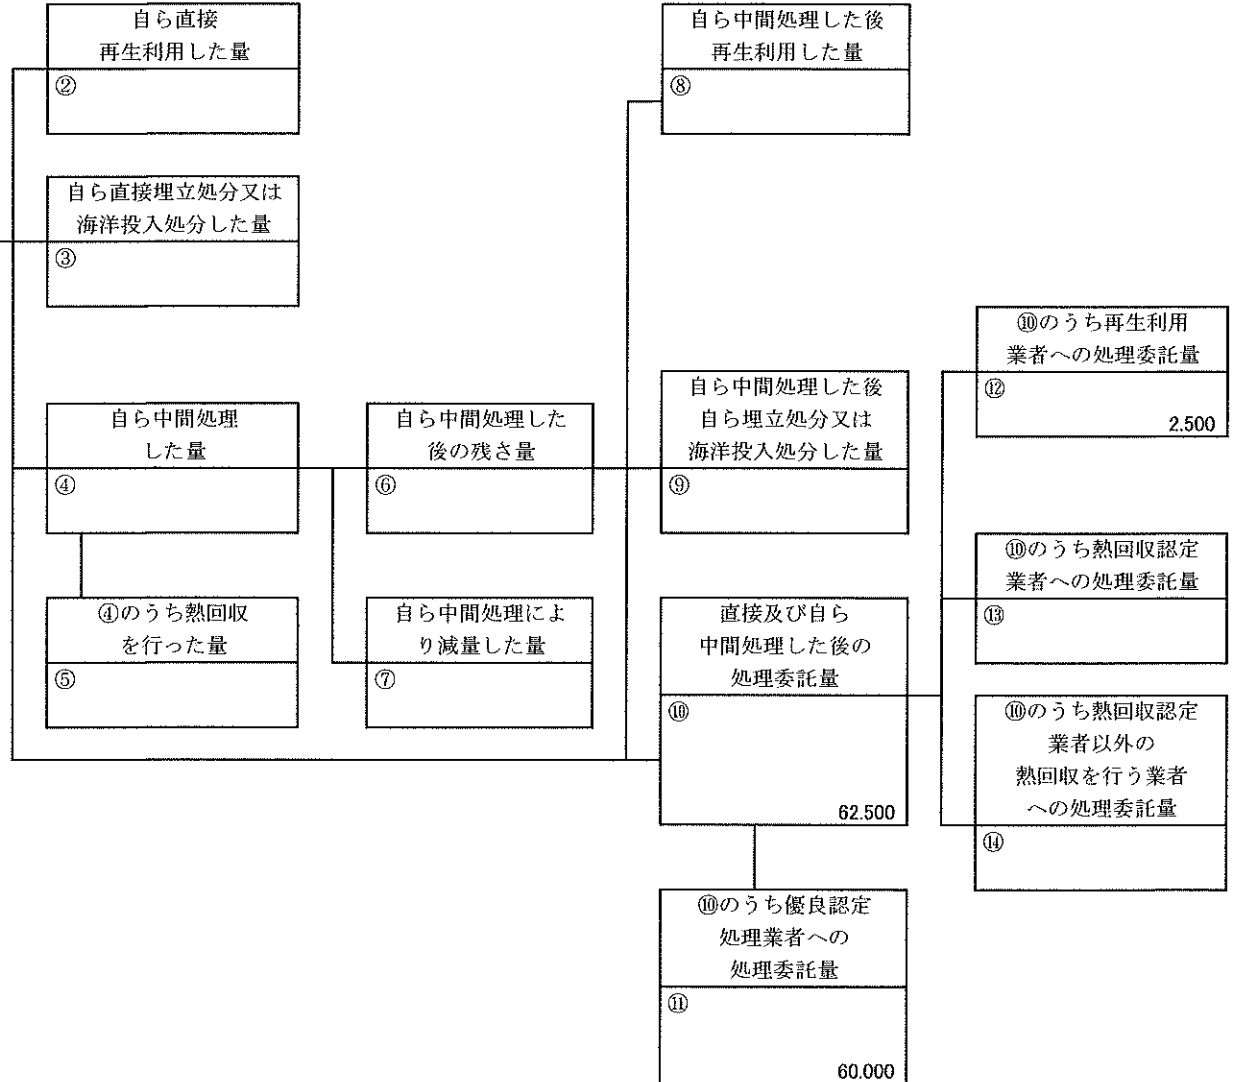 自ら直接
再生利用した量
②
自ら中間処理した後
再生利用した量
⑧
自ら直接埋立処分又は
海洋投入処分した量
③
⑩のうち再生利用
業者への処理委託量
⑫
2.500
自ら中間処理
した量
④
自ら中間処理した
後の残さ量
⑥
自ら中間処理した後
自ら埋立処分又は
海洋投入処分した量
⑨
⑩のうち熱回収認定
業者への処理委託量
⑬
④のうち熱回収
を行った量
⑤
自ら中間処理によ
り減量した量
⑦
直接及び自ら
中間処理した後の
処理委託量
⑩
62.500
⑩のうち熱回収認定
業者以外の
熱回収を行う業者
への処理委託量
⑭
⑩のうち優良認定
処理業者への
処理委託量
⑪
60.000